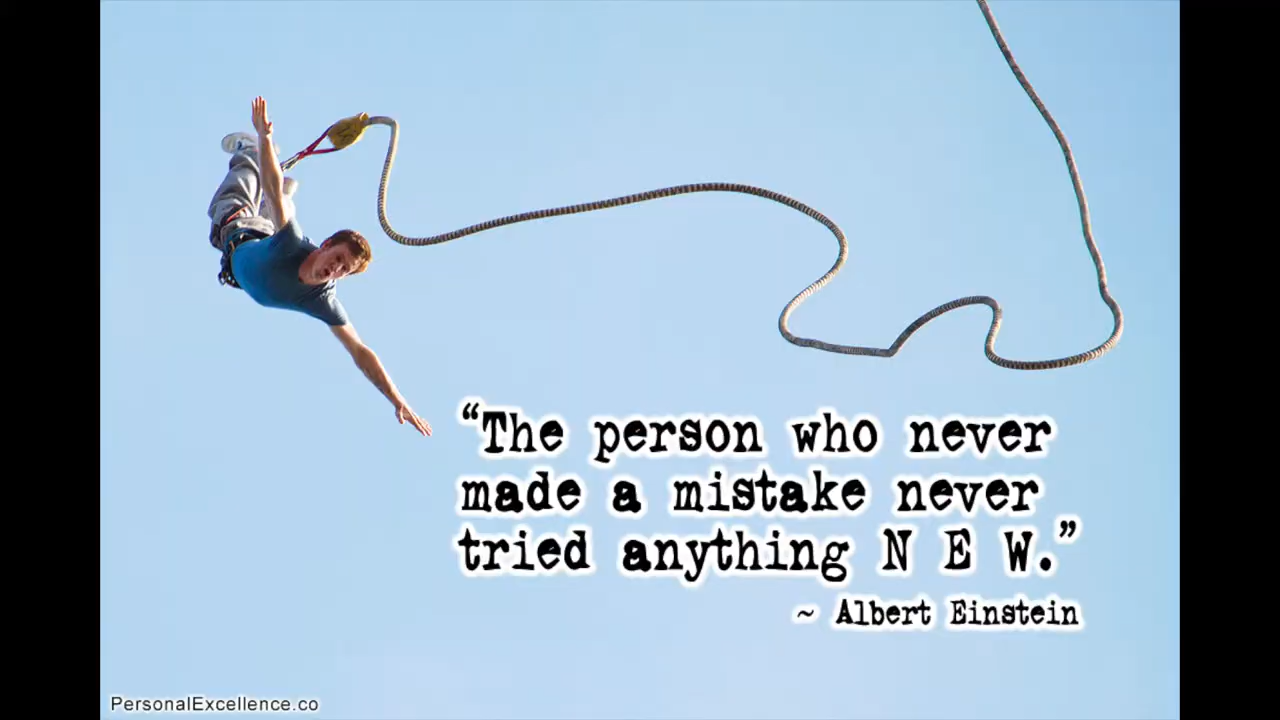 “The person who never
made a mistake never
tried anything N E W.”
~ Albert Einstein
PersonalExcellence.co